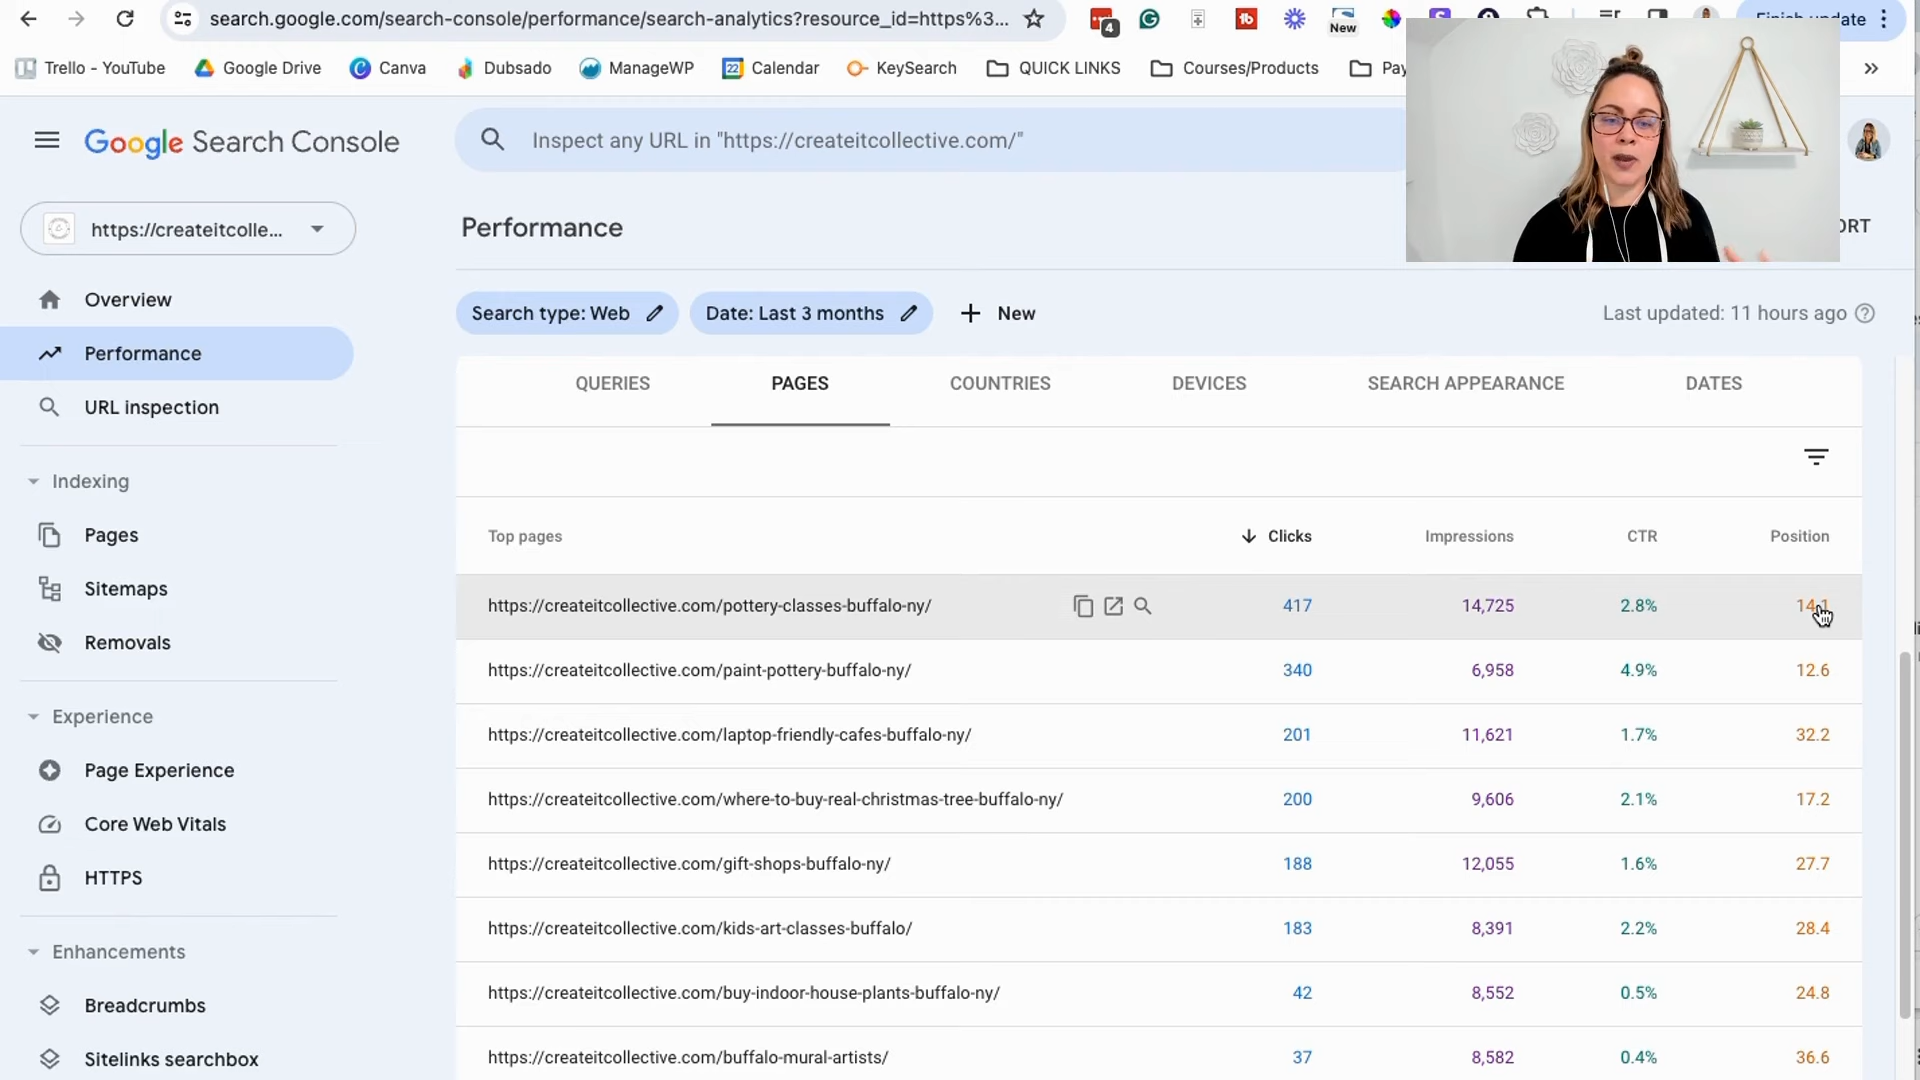 search.google.com/search-console/performance/search-analytics?resource_id=https%3...
4
New
Finish update
Trello - YouTube
Google Drive
Canva
Dubsado
ManageWP
22
Calendar
KeySearch
QUICK LINKS
Courses/Products
Pay
Google Search Console
Inspect any URL in "https://createitcollective.com/"
https://createitcolle...
Performance
ORT
Overview
Performance
URL inspection
Indexing
Pages
Sitemaps
Removals
Experience
Page Experience
Core Web Vitals
HTTPS
Enhancements
Breadcrumbs
Sitelinks searchbox
Search type: Web
Date: Last 3 months
New
Last updated: 11 hours ago
QUERIES PAGES COUNTRIES DEVICES SEARCH APPEARANCE DATES
Top pages Clicks Impressions CTR Position
https://createitcollective.com/pottery-classes-buffalo-ny/ 417 14,725 2.8% 14.1
https://createitcollective.com/paint-pottery-buffalo-ny/ 340 6,958 4.9% 12.6
https://createitcollective.com/laptop-friendly-cafes-buffalo-ny/ 201 11,621 1.7% 32.2
https://createitcollective.com/where-to-buy-real-christmas-tree-buffalo-ny/ 200 9,606 2.1% 17.2
https://createitcollective.com/gift-shops-buffalo-ny/ 188 12,055 1.6% 27.7
https://createitcollective.com/kids-art-classes-buffalo/ 183 8,391 2.2% 28.4
https://createitcollective.com/buy-indoor-house-plants-buffalo-ny/ 42 8,552 0.5% 24.8
https://createitcollective.com/buffalo-mural-artists/ 37 8,582 0.4% 36.6